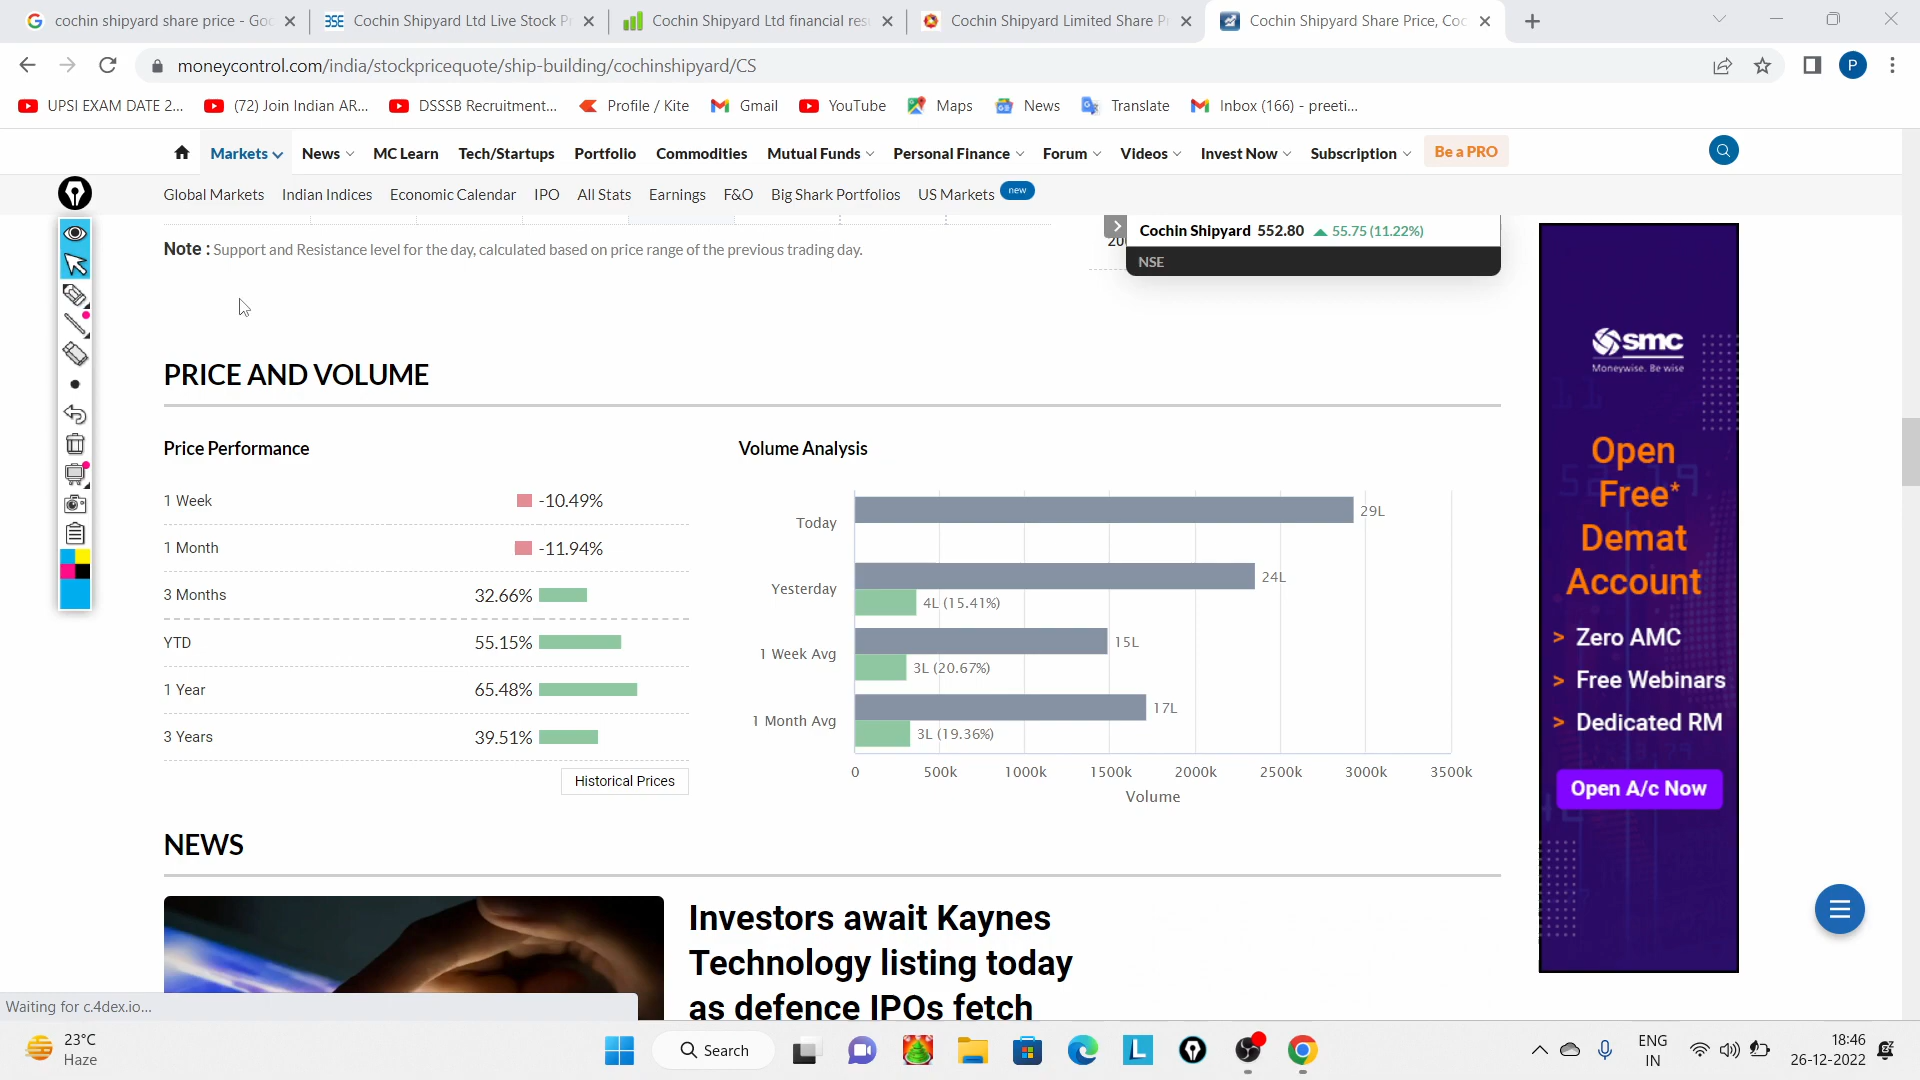 cochin shipyard share price - Goo
BSE Cochin Shipyard Ltd Live Stock Pr
Cochin Shipyard Ltd financial resu
Cochin Shipyard Limited Share Pr
Cochin Shipyard Share Price, Coc
moneycontrol.com/india/stockpricequote/ship-building/cochinshipyard/CS
P
UPSI EXAM DATE 2...
(72) Join Indian AR...
DSSSB Recruitment...
Profile / Kite
Gmail
YouTube
Maps
News
Translate
Inbox (166) - preeti...
Markets
News
MC Learn
Tech/Startups
Portfolio
Commodities
Mutual Funds
Personal Finance
Forum
Videos
Invest Now
Subscription
Be a PRO
Global Markets
Indian Indices
Economic Calendar
IPO
All Stats
Earnings
F&O
Big Shark Portfolios
US Markets
new
Note : Support and Resistance level for the day, calculated based on price range of the previous trading day.
Cochin Shipyard 552.80 55.75 (11.22%)
NSE
PRICE AND VOLUME
Price Performance
1 Week -10.49%
1 Month -11.94%
3 Months 32.66%
YTD 55.15%
1 Year 65.48%
3 Years 39.51%
Historical Prices
Volume Analysis
Today 29L
Yesterday 24L
4L (15.41%)
1 Week Avg 15L
3L (20.67%)
1 Month Avg 17L
3L (19.36%)
0 500k 1000k 1500k 2000k 2500k 3000k 3500k
Volume
smc
Moneywise. Be wise
Open
Free*
Demat
Account
> Zero AMC
> Free Webinars
> Dedicated RM
Open A/c Now
NEWS
Investors await Kaynes
Technology listing today
as defence IPOs fetch
Waiting for c.4dex.io...
23°C
Haze
Search
L
ENG
IN
18:46
26-12-2022